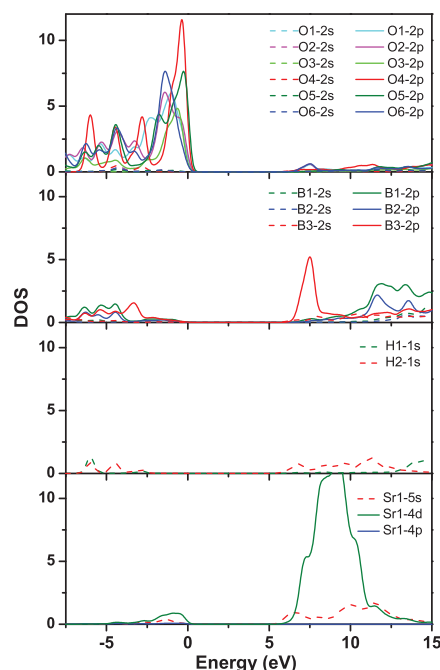 10
5
0
O1-2s O1-2p
O2-2s O2-2p
O3-2s O3-2p
O4-2s O4-2p
O5-2s O5-2p
O6-2s O6-2p
10
5
0
B1-2s B1-2p
B2-2s B2-2p
B3-2s B3-2p
DOS
10
5
0
H1-1s
H2-1s
10
5
0
Sr1-5s
Sr1-4d
Sr1-4p
-5 0 5 10 15
Energy (eV)